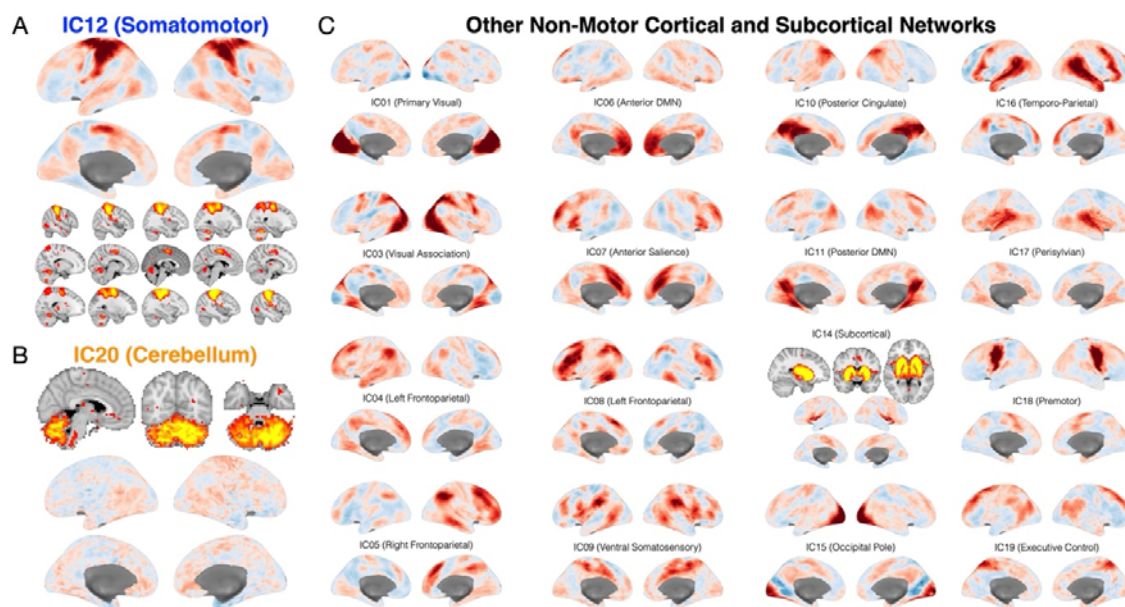 A
IC12 (Somatomotor)
B
IC20 (Cerebellum)
C
Other Non-Motor Cortical and Subcortical Networks
IC01 (Primary Visual)
IC06 (Anterior DMN)
IC10 (Posterior Cingulate)
IC16 (Temporo-Parietal)
IC03 (Visual Association)
IC07 (Anterior Salience)
IC11 (Posterior DMN)
IC17 (Perisylvian)
IC04 (Left Frontoparietal)
IC08 (Left Frontoparietal)
IC14 (Subcortical)
IC18 (Premotor)
IC05 (Right Frontoparietal)
IC09 (Ventral Somatosensory)
IC15 (Occipital Pole)
IC19 (Executive Control)